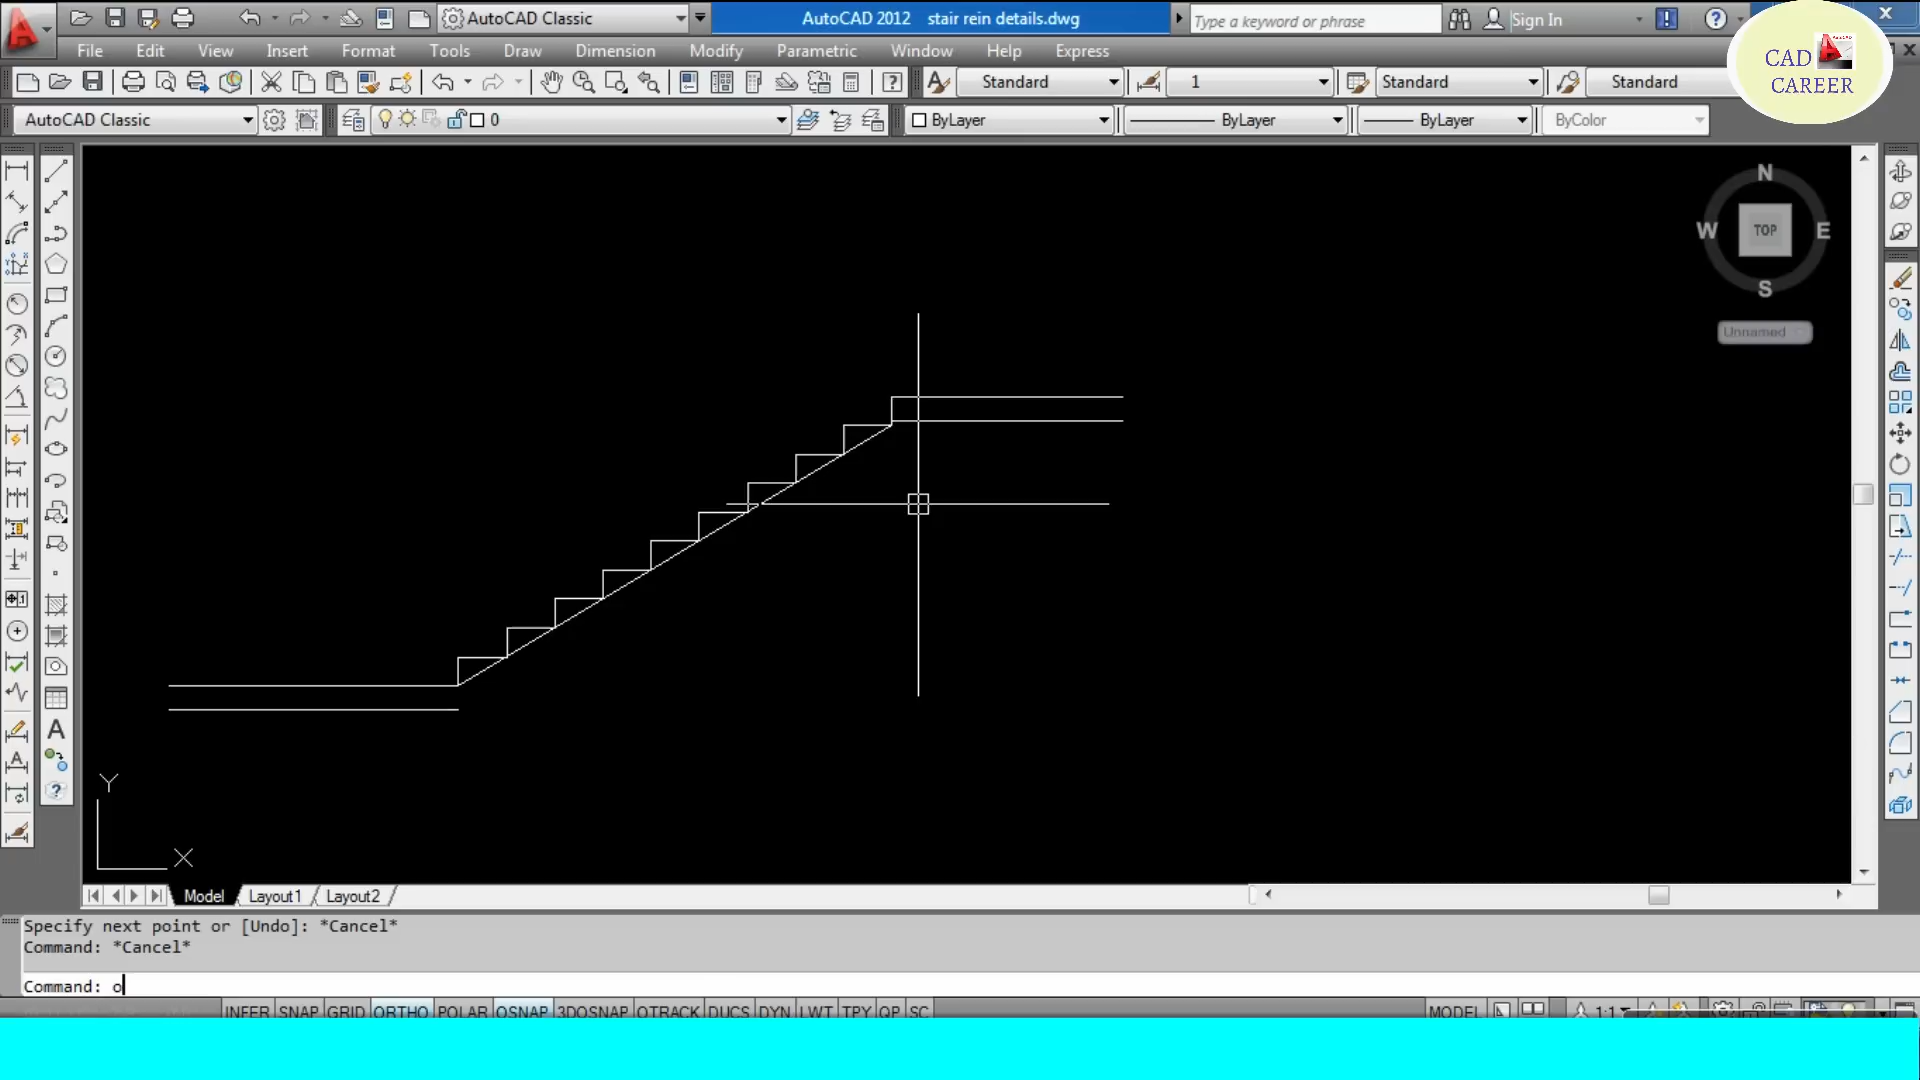 AutoCAD Classic
AutoCAD 2012 stair rein details.dwg
Type a keyword or phrase
Sign In
File Edit View Insert Format Tools Draw Dimension Modify Parametric Window Help Express
CAD
CAREER
Standard 1 Standard Standard
AutoCAD Classic 0 ByLayer ByLayer ByLayer ByColor
N
W TOP E
S
Unnamed
Y
X
Model Layout1 Layout2
Specify next point or [Undo]: *Cancel*
Command: *Cancel*
Command: o
INFER SNAP GRID ORTHO POLAR OSNAP 3DOSNAP OTRACK DUCS DYN LWT TPY QP SC MODEL 1:1